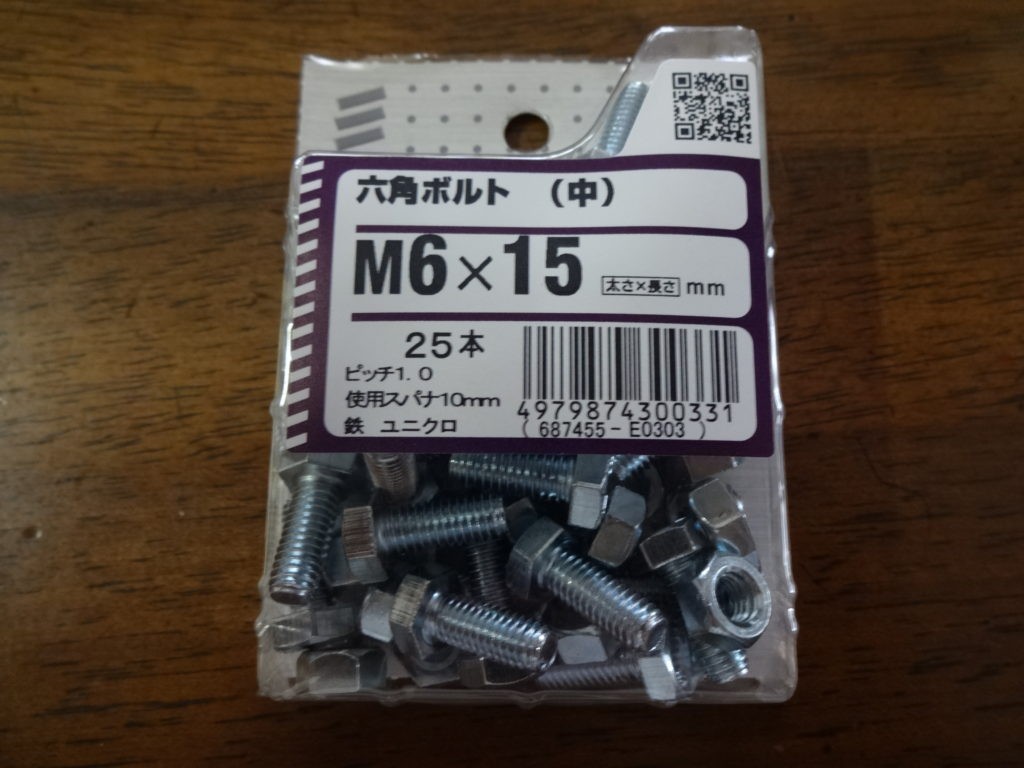 六角ボルト (中)
M6×15 太さ×長さ mm
25本
ピッチ1.0
使用スパナ10mm
鉄 ユニクロ
4979874300331
( 687455-E0303 )